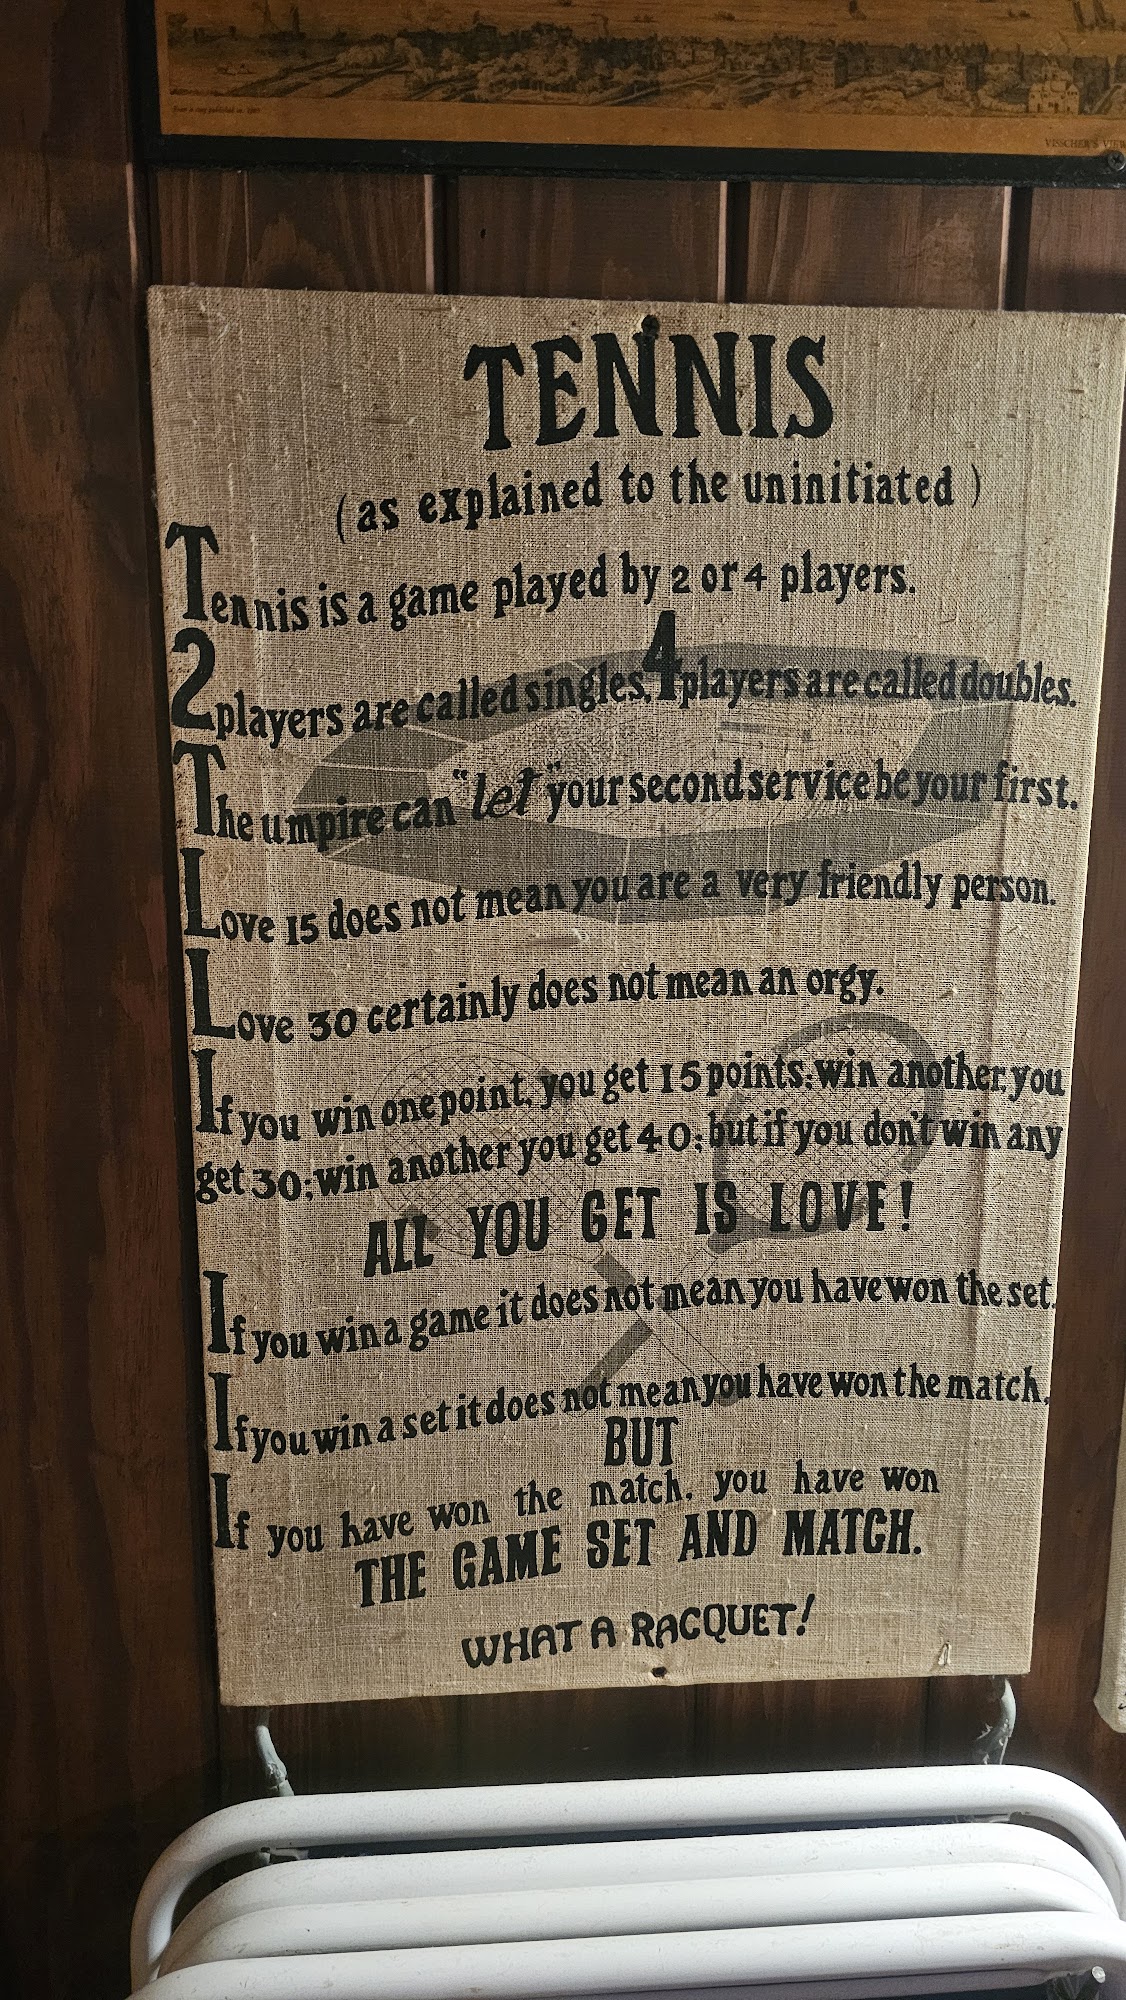 VISSCHER'S VIEW
TENNIS
(as explained to the uninitiated)
Tennis is a game played by 2 or 4 players.
2 players are called singles, 4 players are called doubles.
The umpire can "let" your second service be your first.
Love 15 does not mean you are a very friendly person.
Love 30 certainly does not mean an orgy.
If you win one point, you get 15 points; win another, you
get 30; win another you get 40; but if you don't win any
ALL YOU GET IS LOVE!
If you win a game it does not mean you have won the set.
If you win a set it does not mean you have won the match,
BUT
If you have won the match, you have won
THE GAME SET AND MATCH.
WHAT A RACQUET!